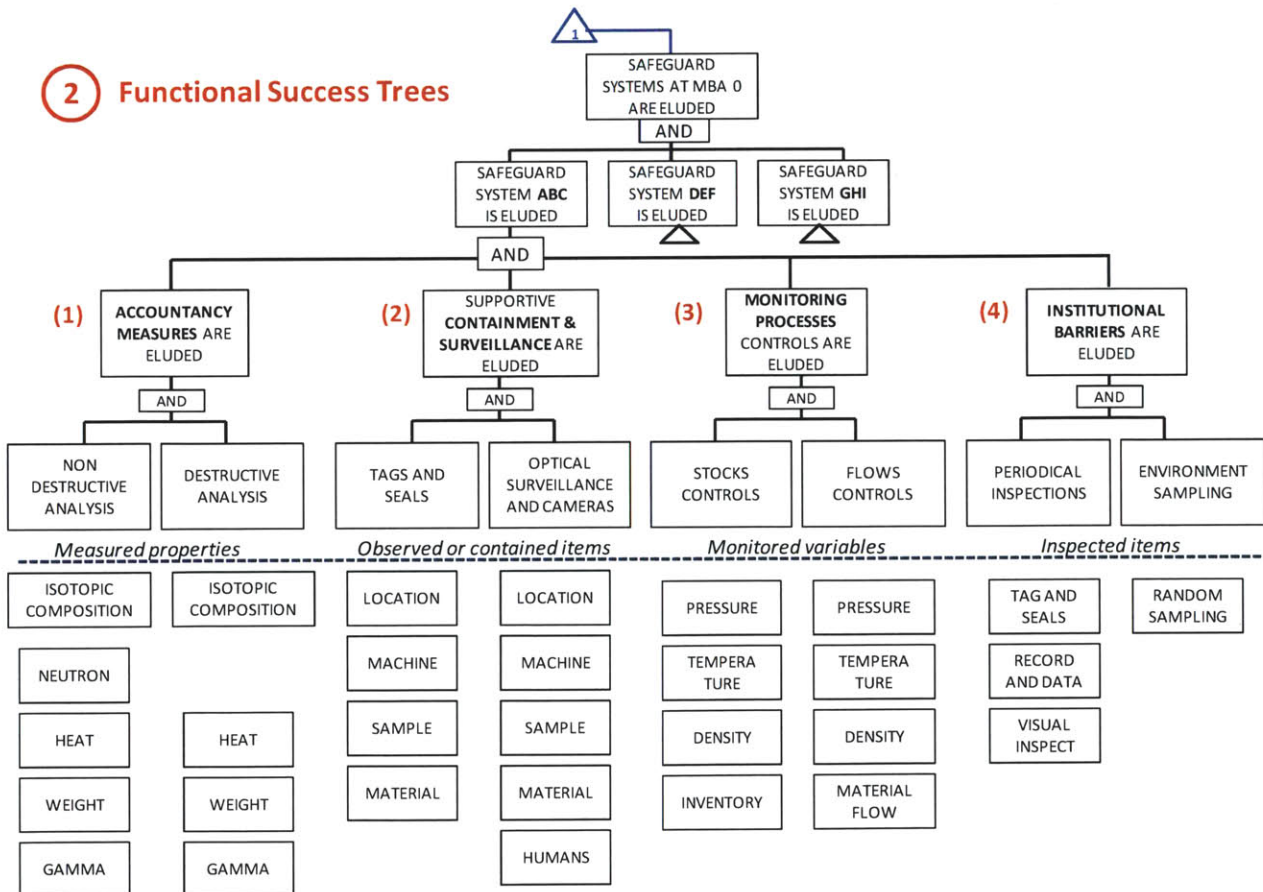 1
2 Functional Success Trees
SAFEGUARD
SYSTEMS AT MBA 0
ARE ELUDED
AND
SAFEGUARD
SYSTEM ABC
IS ELUDED
SAFEGUARD
SYSTEM DEF
IS ELUDED
SAFEGUARD
SYSTEM GHI
IS ELUDED
AND
(1)
ACCOUNTANCY
MEASURES ARE
ELUDED
(2)
SUPPORTIVE
CONTAINMENT &
SURVEILLANCE ARE
ELUDED
(3)
MONITORING
PROCESSES
CONTROLS ARE
ELUDED
(4)
INSTITUTIONAL
BARRIERS ARE
ELUDED
AND
AND
AND
AND
NON
DESTRUCTIVE
ANALYSIS
DESTRUCTIVE
ANALYSIS
TAGS AND
SEALS
OPTICAL
SURVEILLANCE
AND CAMERAS
STOCKS
CONTROLS
FLOWS
CONTROLS
PERIODICAL
INSPECTIONS
ENVIRONMENT
SAMPLING
Measured properties
Observed or contained items
Monitored variables
Inspected items
ISOTOPIC
COMPOSITION
NEUTRON
HEAT
WEIGHT
GAMMA
ISOTOPIC
COMPOSITION
HEAT
WEIGHT
GAMMA
LOCATION
MACHINE
SAMPLE
MATERIAL
LOCATION
MACHINE
SAMPLE
MATERIAL
HUMANS
PRESSURE
TEMPERA
TURE
DENSITY
INVENTORY
PRESSURE
TEMPERA
TURE
DENSITY
MATERIAL
FLOW
TAG AND
SEALS
RECORD
AND DATA
VISUAL
INSPECT
RANDOM
SAMPLING